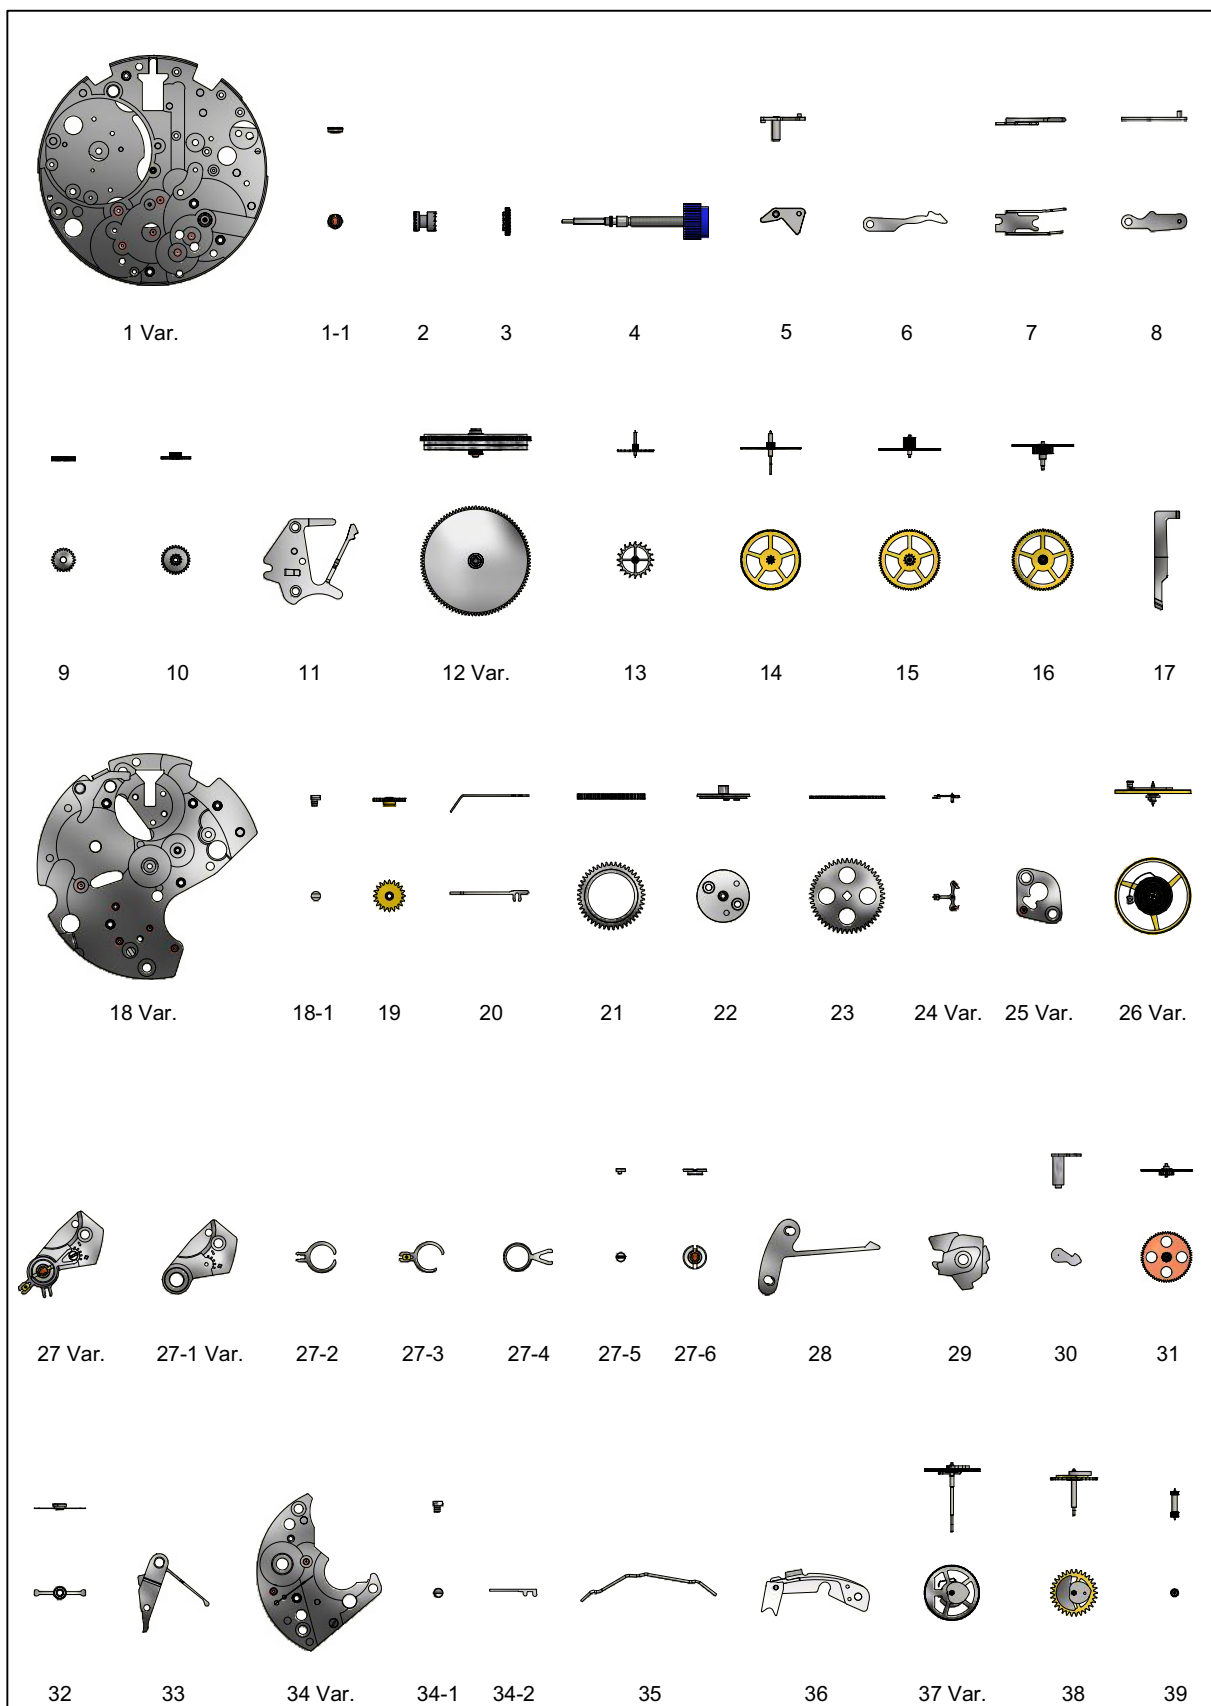 1 Var. 1-1 2 3 4 5 6 7 8
9 10 11 12 Var. 13 14 15 16 17
18 Var. 18-1 19 20 21 22 23 24 Var. 25 Var. 26 Var.
27 Var. 27-1 Var. 27-2 27-3 27-4 27-5 27-6 28 29 30 31
32 33 34 Var. 34-1 34-2 35 36 37 Var. 38 39